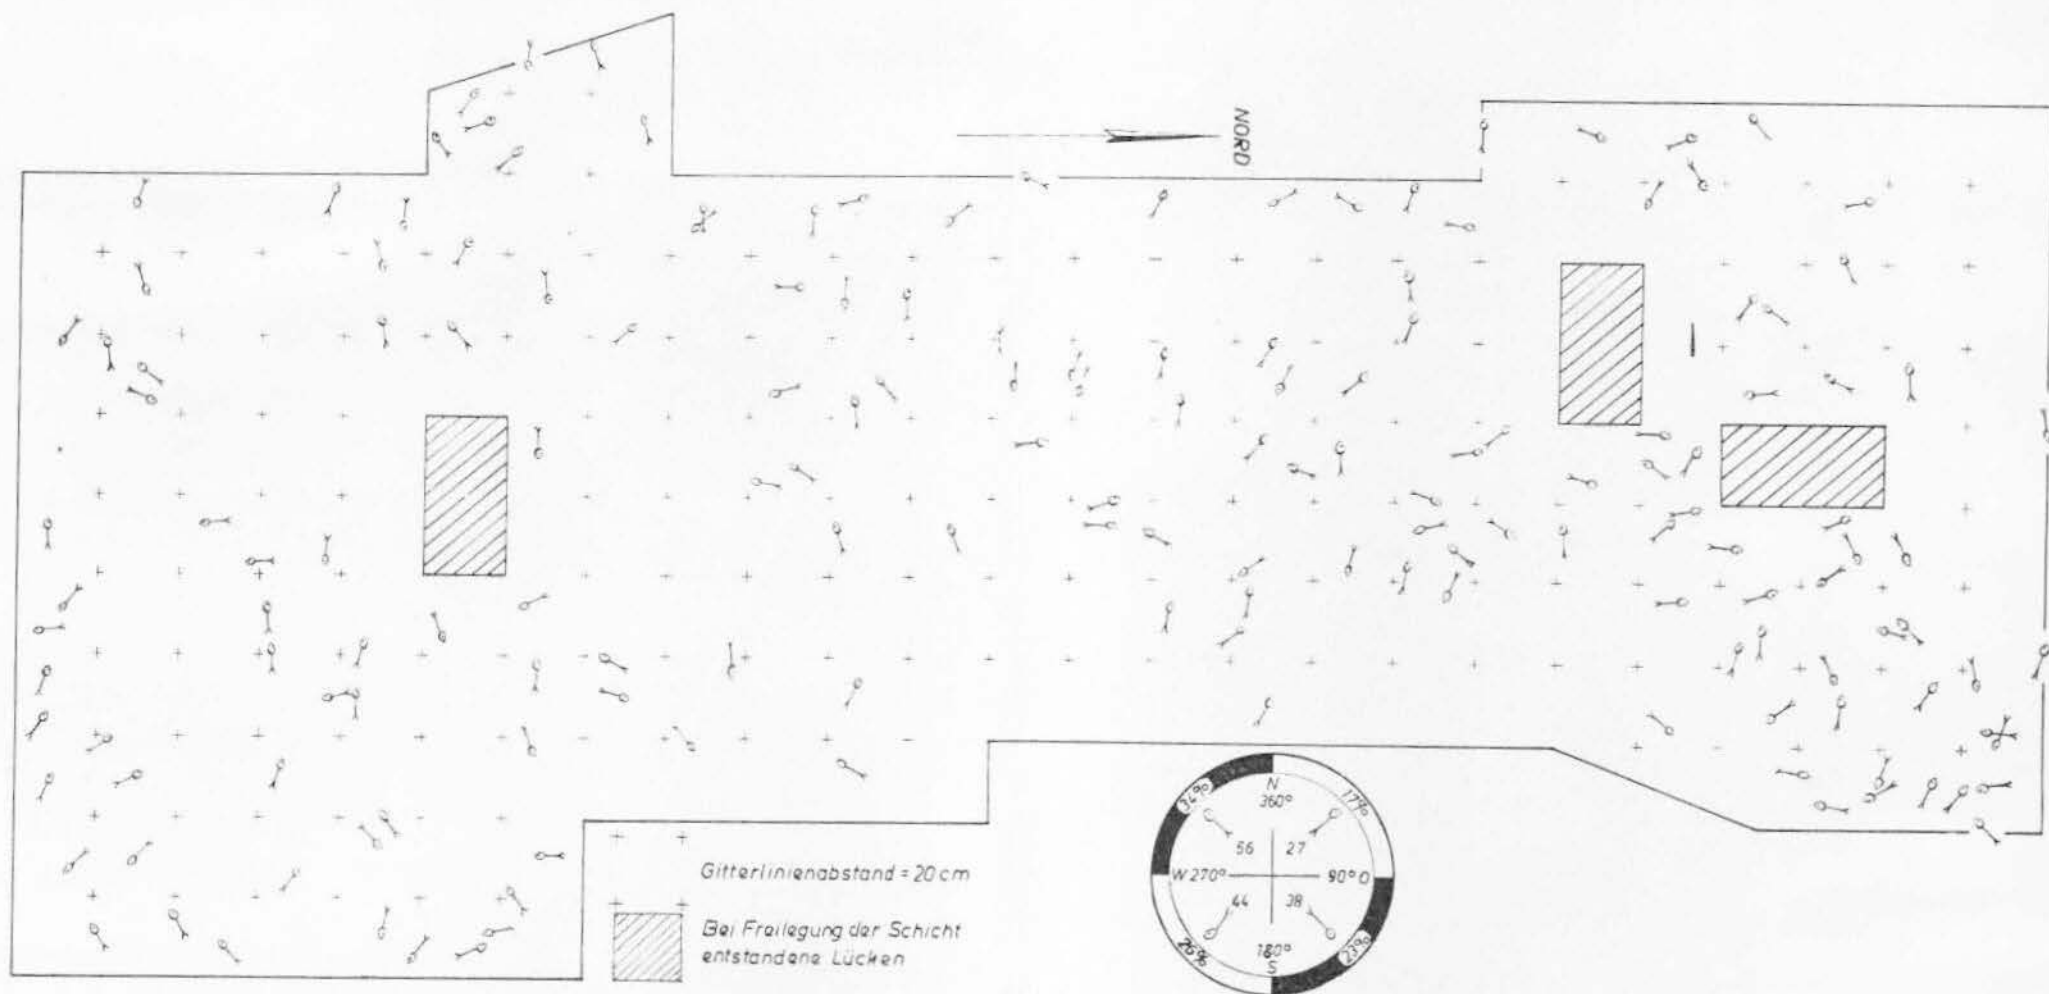 NORD
Gitterlinienabstand = 20 cm
Bei Freilegung der Schicht
entstandene Lücken
34%
N
360°
17%
56
27
W 270°
90° O
44
38
26%
180°
S
23%